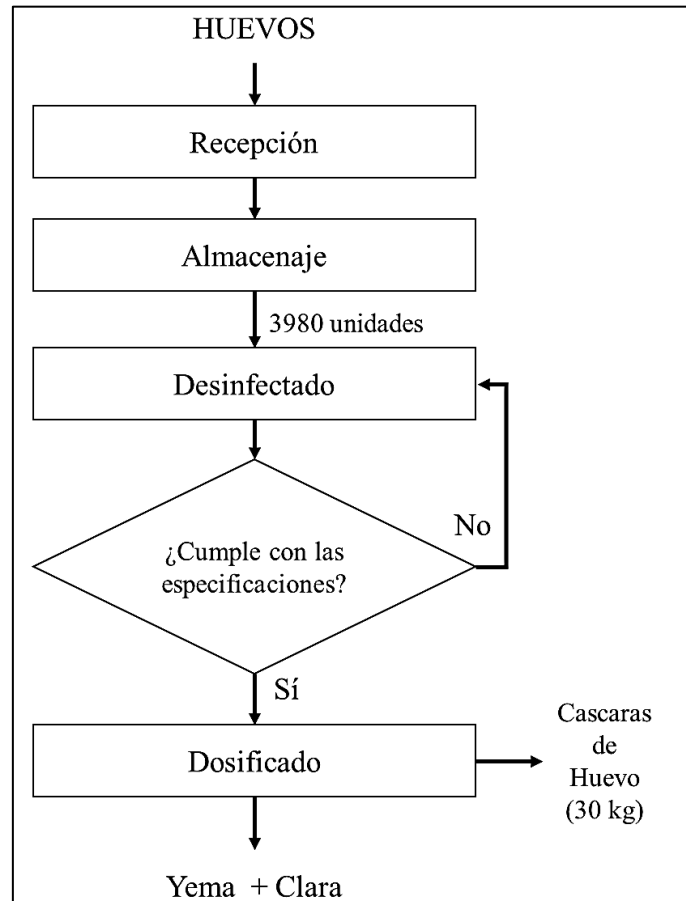 HUEVOS
Recepción
Almacenaje
3980 unidades
Desinfectado
No
¿Cumple con las
especificaciones?
Sí
Dosificado
Cascaras
de
Huevo
(30 kg)
Yema + Clara